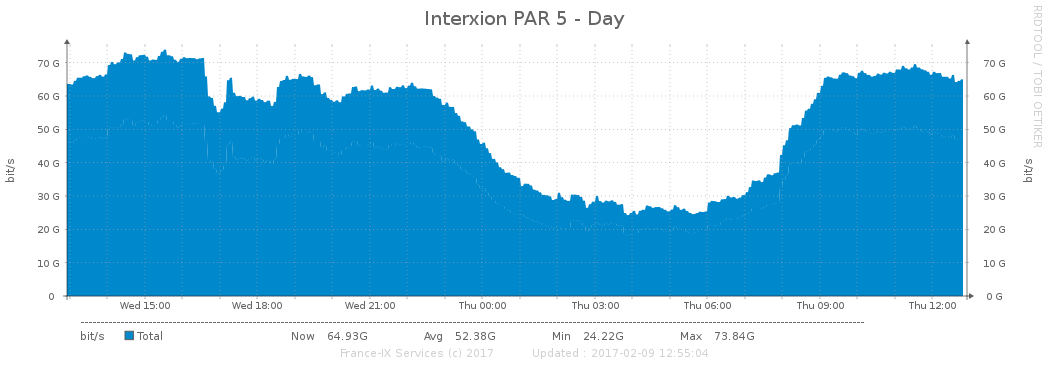 Interxion PAR 5 - Day
RRDTOOL / TOBI OETIKER
bit/s
bit/s
70 G 70 G
60 G 60 G
50 G 50 G
40 G 40 G
30 G 30 G
20 G 20 G
10 G 10 G
0 0 G
Wed 15:00 Wed 18:00 Wed 21:00 Thu 00:00 Thu 03:00 Thu 06:00 Thu 09:00 Thu 12:00
bit/s Total Now 64.93G Avg 52.38G Min 24.22G Max 73.84G
France-IX Services (c) 2017 Updated : 2017-02-09 12:55:04